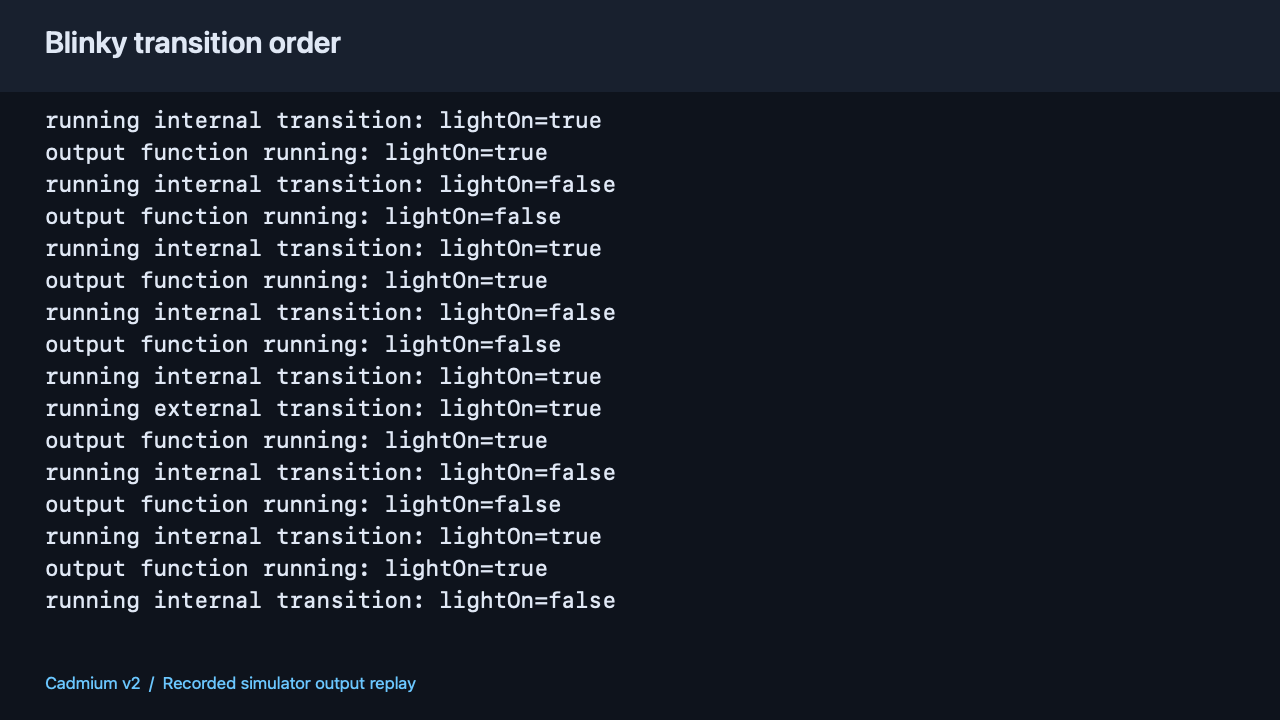 Blinky transition order
running internal transition: lightOn=true
output function running: lightOn=true
running internal transition: lightOn=false
output function running: lightOn=false
running internal transition: lightOn=true
output function running: lightOn=true
running internal transition: lightOn=false
output function running: lightOn=false
running internal transition: lightOn=true
running external transition: lightOn=true
output function running: lightOn=true
running internal transition: lightOn=false
output function running: lightOn=false
running internal transition: lightOn=true
output function running: lightOn=true
running internal transition: lightOn=false
Cadmium v2 / Recorded simulator output replay